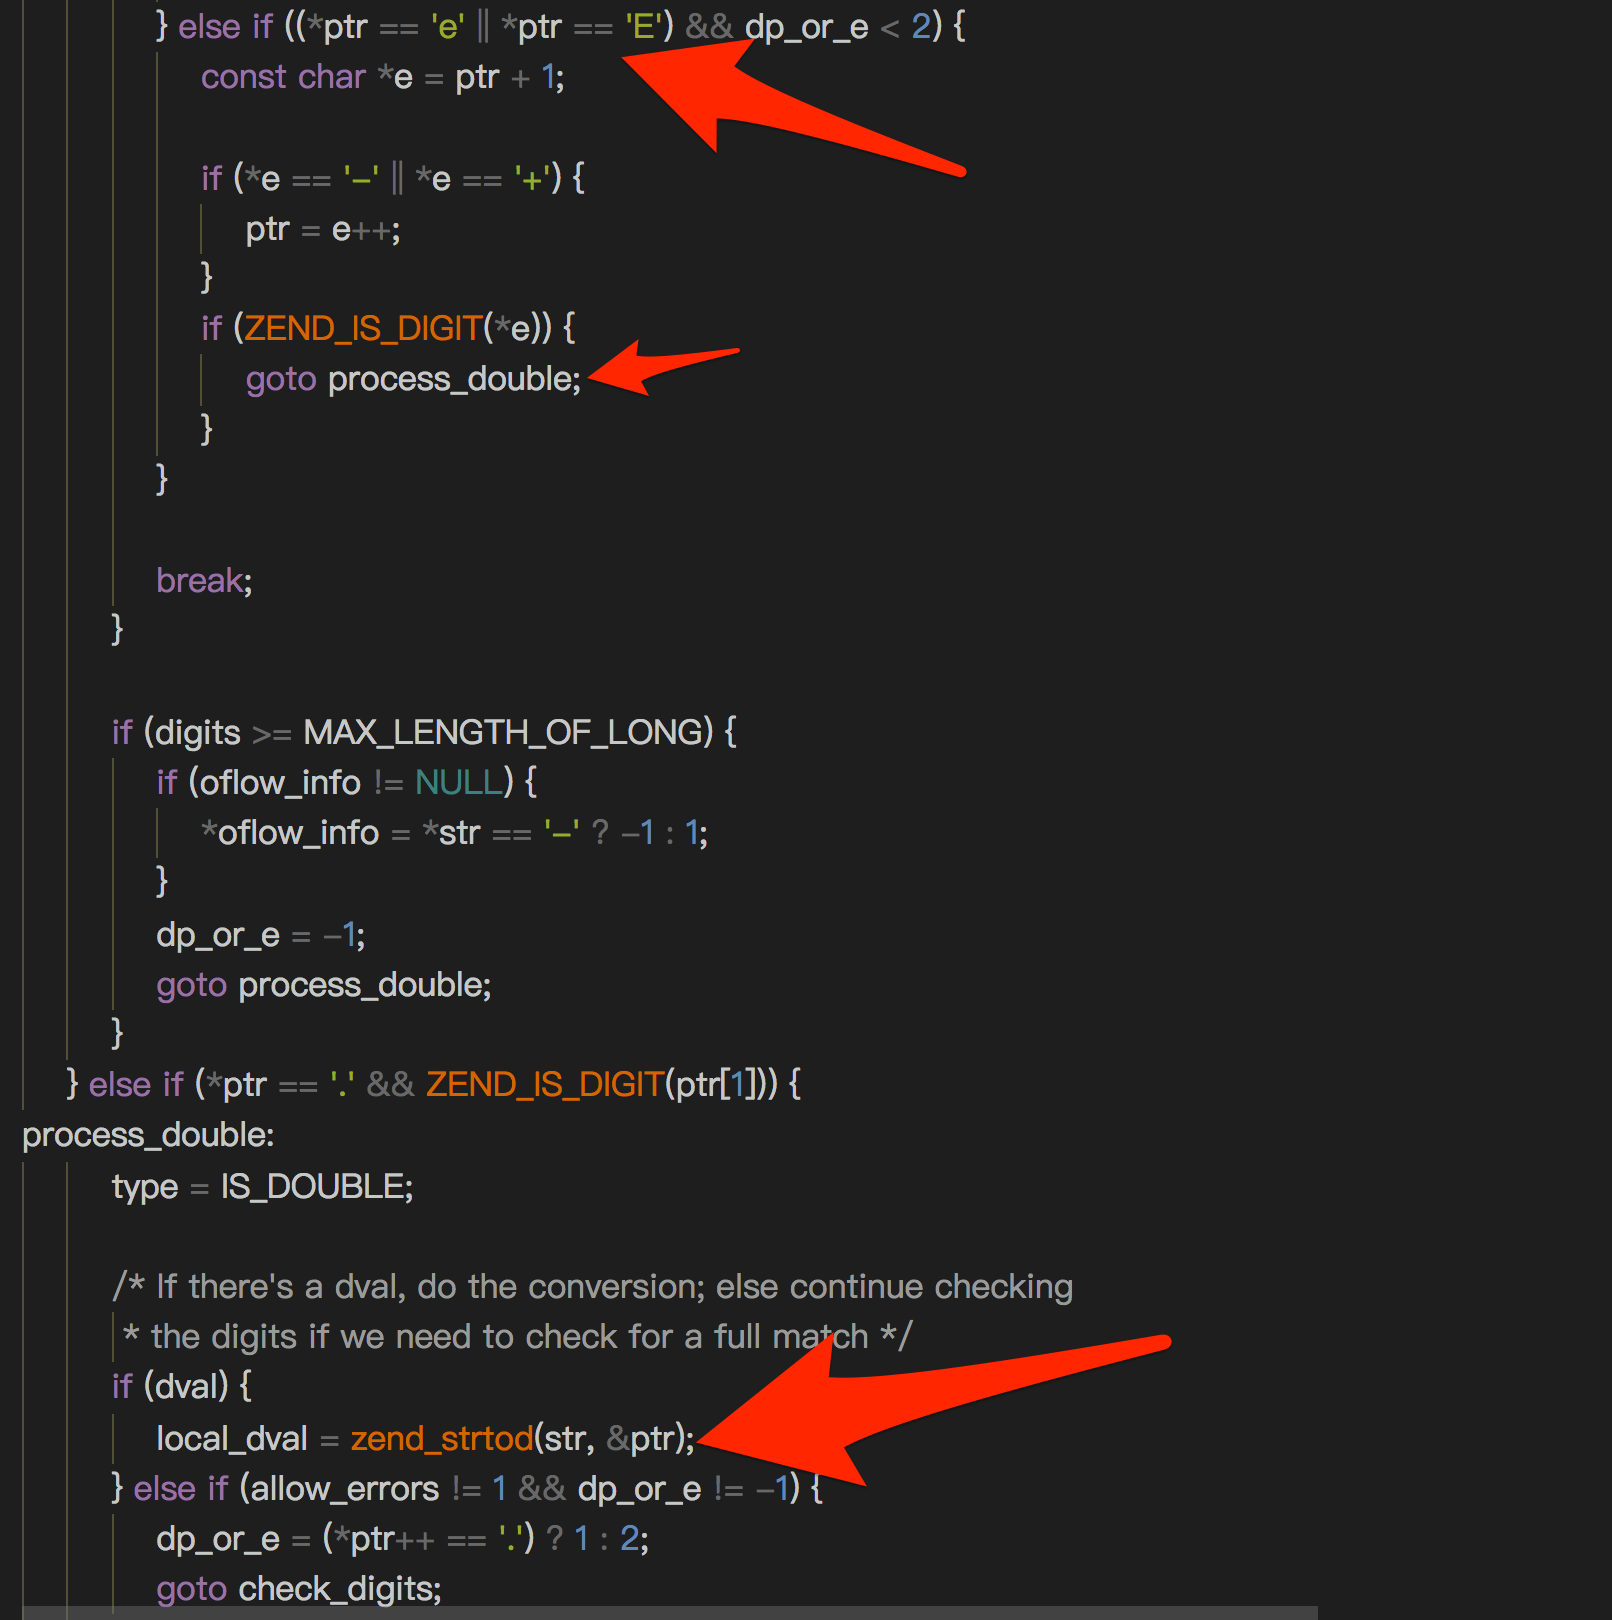 } else if ((*ptr == 'e' || *ptr == 'E') && dp_or_e < 2) {
const char *e = ptr + 1;
if (*e == '-' || *e == '+') {
ptr = e++;
}
if (ZEND_IS_DIGIT(*e)) {
goto process_double;
}
}
break;
}
if (digits >= MAX_LENGTH_OF_LONG) {
if (oflow_info != NULL) {
*oflow_info = *str == '-' ? -1 : 1;
}
dp_or_e = -1;
goto process_double;
}
} else if (*ptr == '.' && ZEND_IS_DIGIT(ptr[1])) {
process_double:
type = IS_DOUBLE;
/* If there's a dval, do the conversion; else continue checking
* the digits if we need to check for a full match */
if (dval) {
local_dval = zend_strtod(str, &ptr);
} else if (allow_errors != 1 && dp_or_e != -1) {
dp_or_e = (*ptr++ == '.') ? 1 : 2;
goto check_digits;